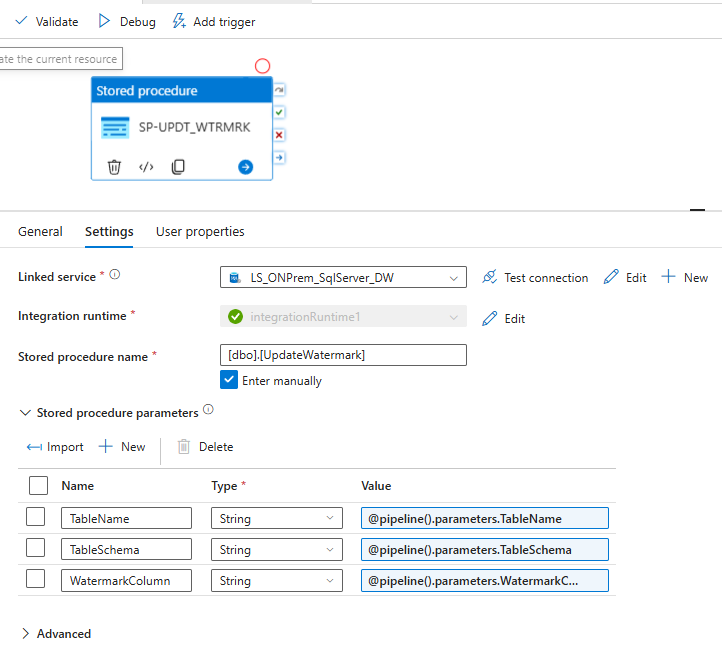 Validate Debug Add trigger
ate the current resource
Stored procedure
SP-UPDT_WTRMRK
General Settings User properties
Linked service * LS_ONPrem_SqlServer_DW Test connection Edit New
Integration runtime * integrationRuntime1 Edit
Stored procedure name * [dbo].[UpdateWatermark]
Enter manually
Stored procedure parameters
Import New Delete
Name Type * Value
TableName String @pipeline().parameters.TableName
TableSchema String @pipeline().parameters.TableSchema
WatermarkColumn String @pipeline().parameters.WatermarkC...
Advanced